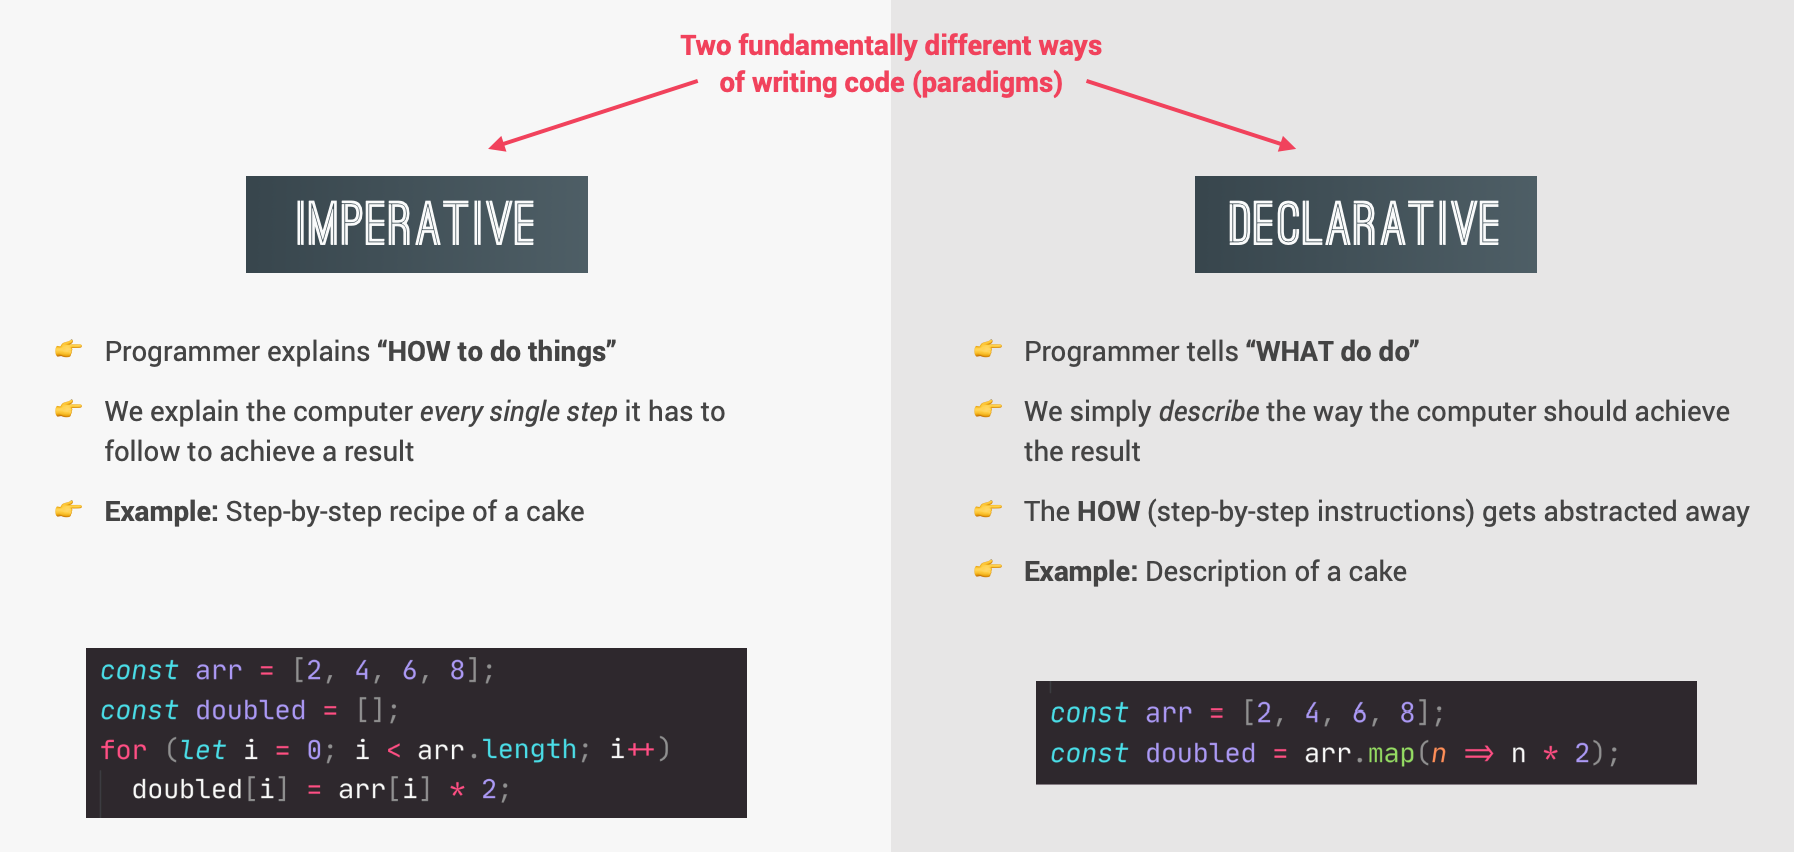 Two fundamentally different ways
of writing code (paradigms)
IMPERATIVE
👉 Programmer explains “HOW to do things”
👉 We explain the computer every single step it has to
follow to achieve a result
👉 Example: Step-by-step recipe of a cake
const arr = [2, 4, 6, 8];
const doubled = [];
for (let i = 0; i < arr.length; i++)
  doubled[i] = arr[i] * 2;
DECLARATIVE
👉 Programmer tells “WHAT do do”
👉 We simply describe the way the computer should achieve
the result
👉 The HOW (step-by-step instructions) gets abstracted away
👉 Example: Description of a cake
const arr = [2, 4, 6, 8];
const doubled = arr.map(n => n * 2);